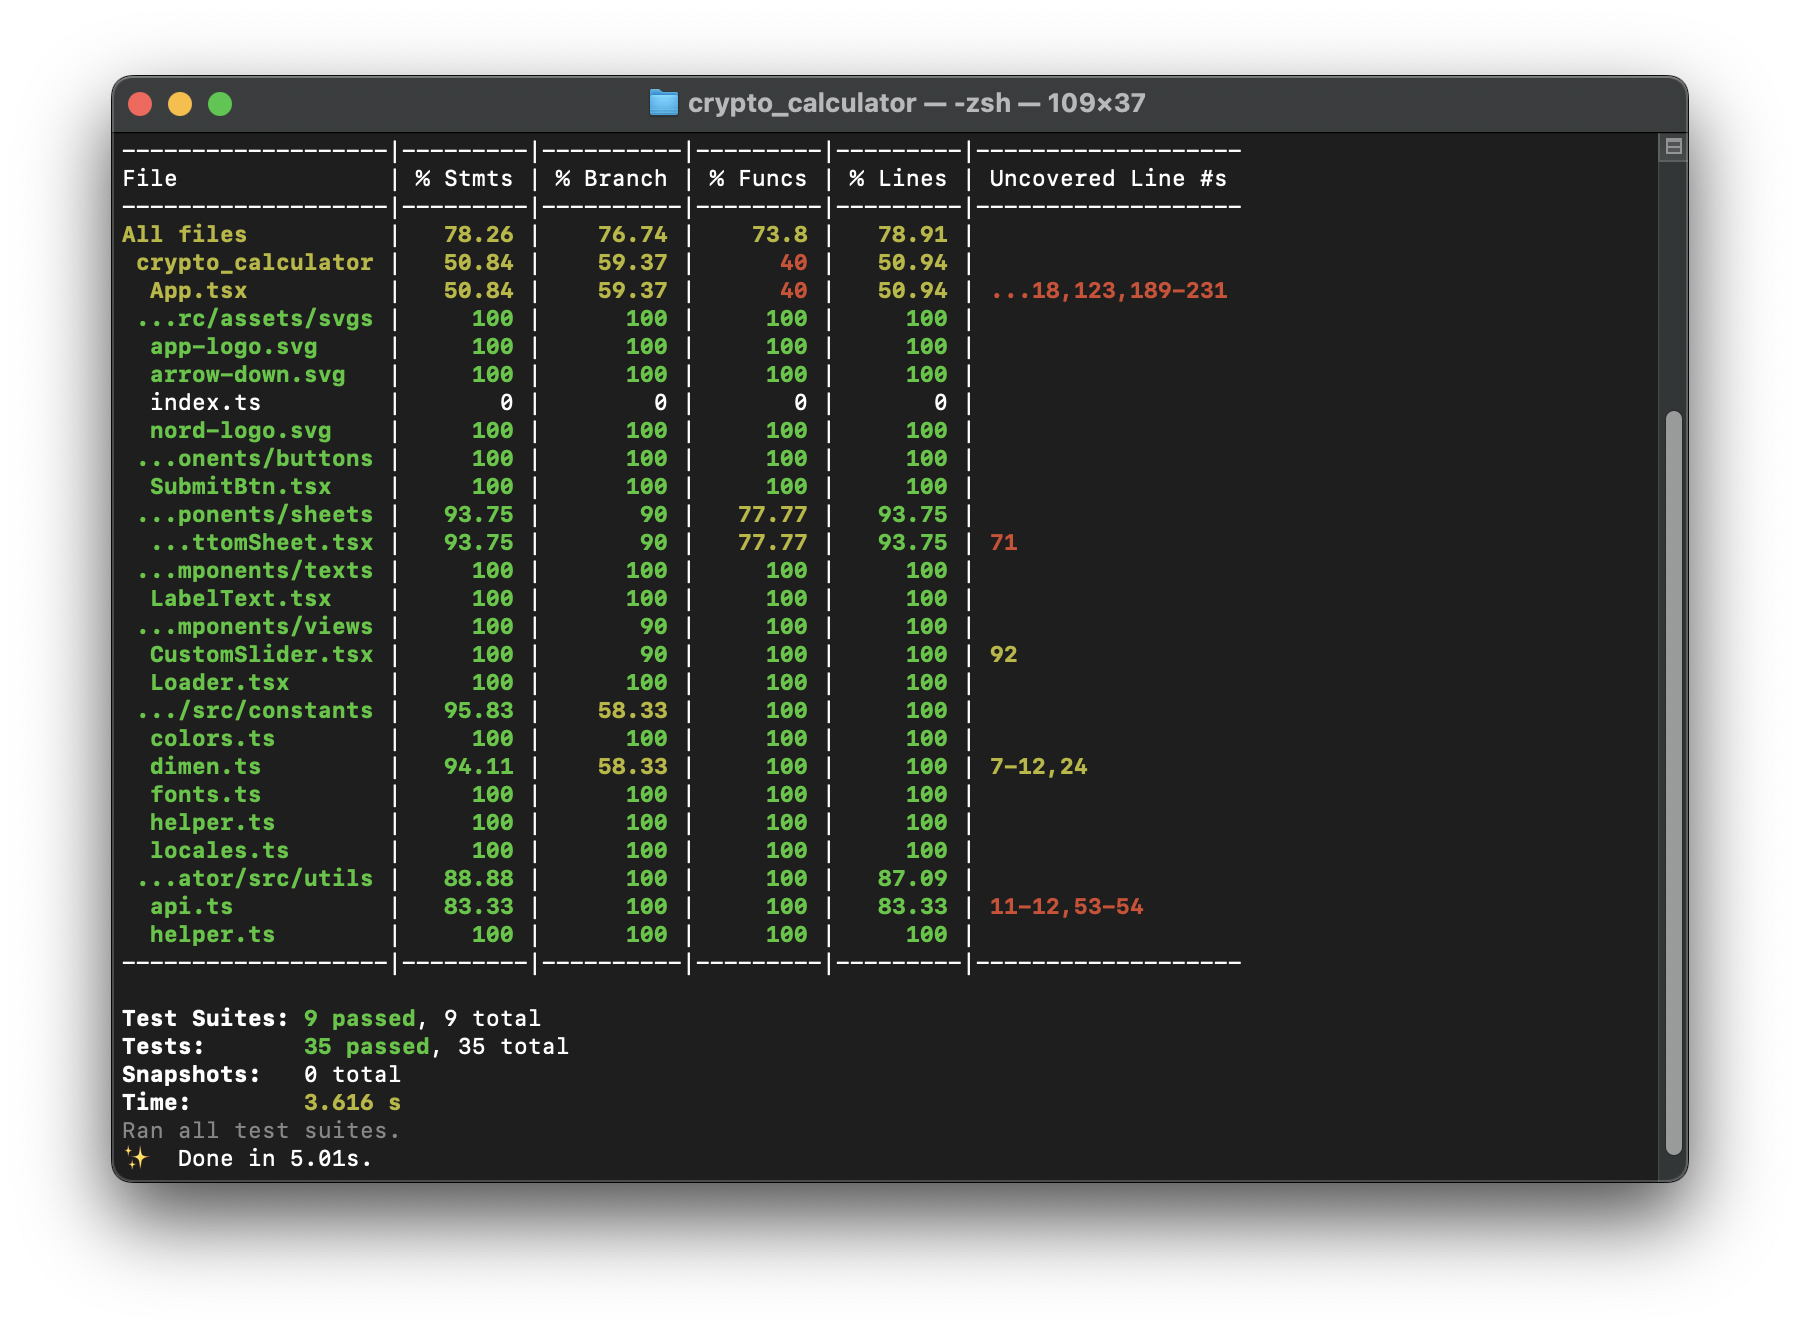 crypto_calculator — -zsh — 109×37
-------------------|---------|----------|---------|---------|-------------------
File               | % Stmts | % Branch | % Funcs | % Lines | Uncovered Line #s
-------------------|---------|----------|---------|---------|-------------------
All files          |   78.26 |    76.74 |    73.8 |   78.91 |
 crypto_calculator |   50.84 |    59.37 |      40 |   50.94 |
  App.tsx          |   50.84 |    59.37 |      40 |   50.94 | ...18,123,189-231
 ...rc/assets/svgs |     100 |      100 |     100 |     100 |
  app-logo.svg     |     100 |      100 |     100 |     100 |
  arrow-down.svg   |     100 |      100 |     100 |     100 |
  index.ts         |       0 |        0 |       0 |       0 |
  nord-logo.svg    |     100 |      100 |     100 |     100 |
 ...onents/buttons |     100 |      100 |     100 |     100 |
  SubmitBtn.tsx    |     100 |      100 |     100 |     100 |
 ...ponents/sheets |   93.75 |       90 |   77.77 |   93.75 |
  ...ttomSheet.tsx |   93.75 |       90 |   77.77 |   93.75 | 71
 ...mponents/texts |     100 |      100 |     100 |     100 |
  LabelText.tsx    |     100 |      100 |     100 |     100 |
 ...mponents/views |     100 |       90 |     100 |     100 |
  CustomSlider.tsx |     100 |       90 |     100 |     100 | 92
  Loader.tsx       |     100 |      100 |     100 |     100 |
 .../src/constants |   95.83 |    58.33 |     100 |     100 |
  colors.ts        |     100 |      100 |     100 |     100 |
  dimen.ts         |   94.11 |    58.33 |     100 |     100 | 7-12,24
  fonts.ts         |     100 |      100 |     100 |     100 |
  helper.ts        |     100 |      100 |     100 |     100 |
  locales.ts       |     100 |      100 |     100 |     100 |
 ...ator/src/utils |   88.88 |      100 |     100 |   87.09 |
  api.ts           |   83.33 |      100 |     100 |   83.33 | 11-12,53-54
  helper.ts        |     100 |      100 |     100 |     100 |
-------------------|---------|----------|---------|---------|-------------------
Test Suites: 9 passed, 9 total
Tests:       35 passed, 35 total
Snapshots:   0 total
Time:        3.616 s
Ran all test suites.
✨  Done in 5.01s.